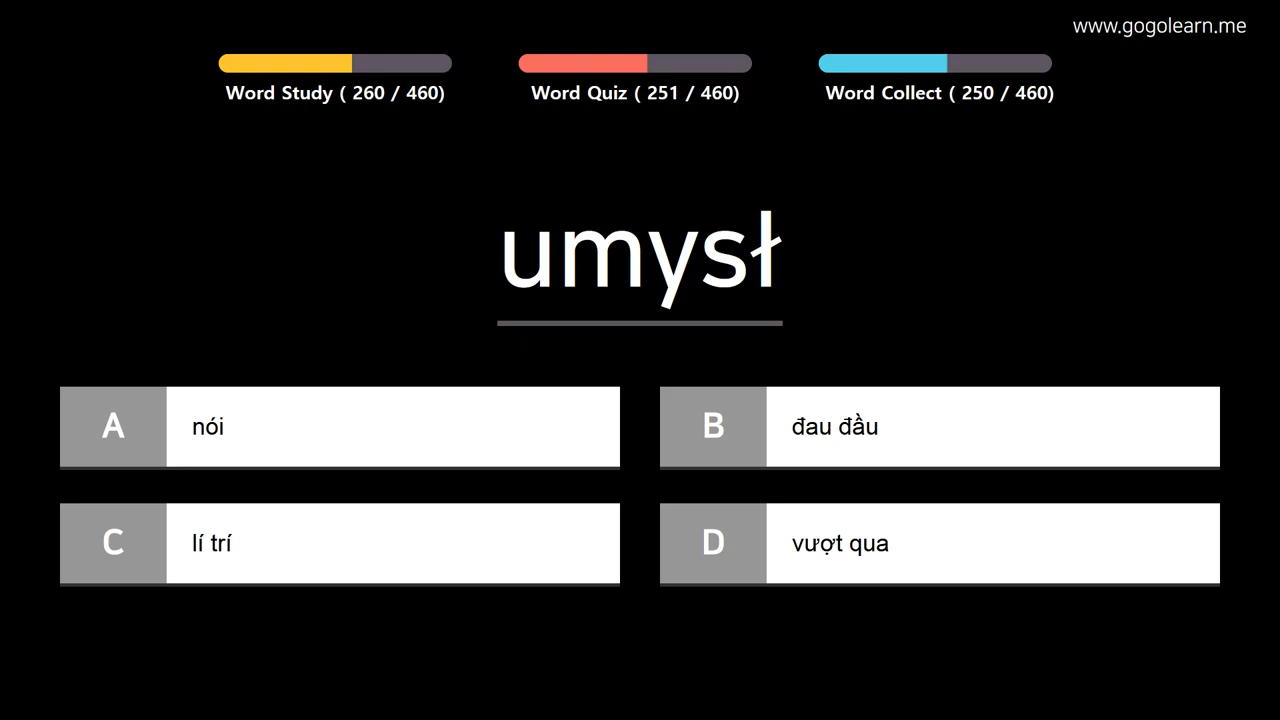 www.gogolearn.me
Word Study ( 260 / 460)
Word Quiz ( 251 / 460)
Word Collect ( 250 / 460)
umysł
A nói
B đau đầu
C lí trí
D vượt qua